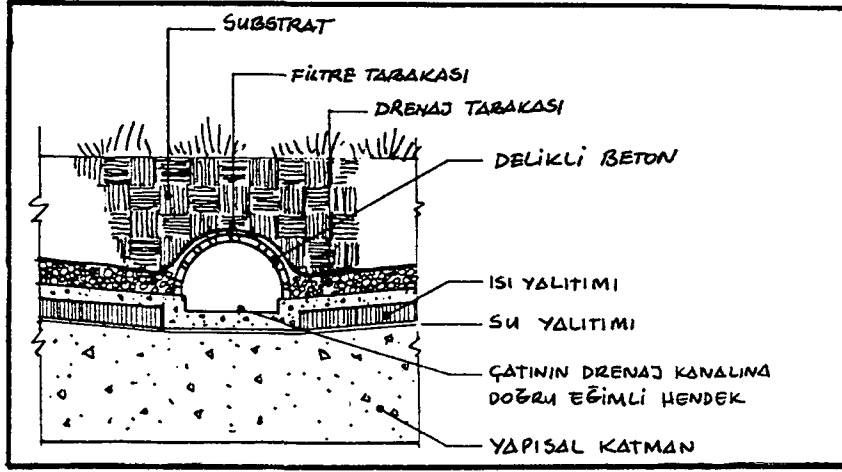 SUBSTRAT
FİLTRE TABAKASI
DRENAJ TABAKASI
DELİKLİ BETON
ISI YALITIMI
SU YALITIMI
ÇATININ DRENAJ KANALINA
DOĞRU EĞİMLİ HENDEK
YAPISAL KATMAN